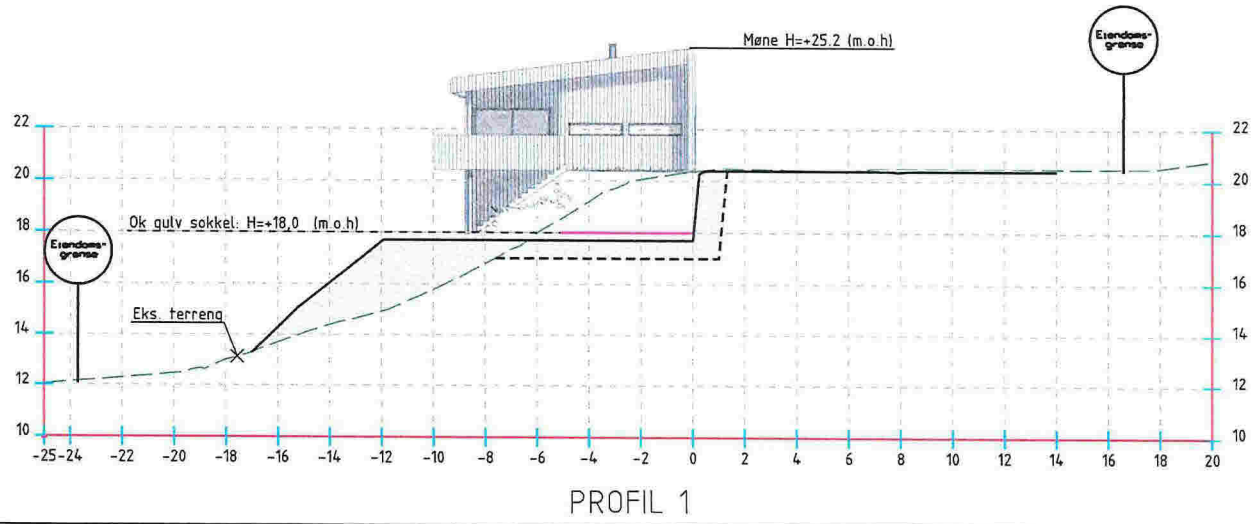 Møne H=+25.2 (m.o.h)
Eiendoms-
grense
22
20
18
16
14
12
10
Ok gulv sokkel: H=+18,0 (m.o.h)
Eiendoms-
grense
Eks. terreng
22
20
18
16
14
12
10
-25 -24 -22 -20 -18 -16 -14 -12 -10 -8 -6 -4 -2 0 2 4 6 8 10 12 14 16 18 20
PROFIL 1